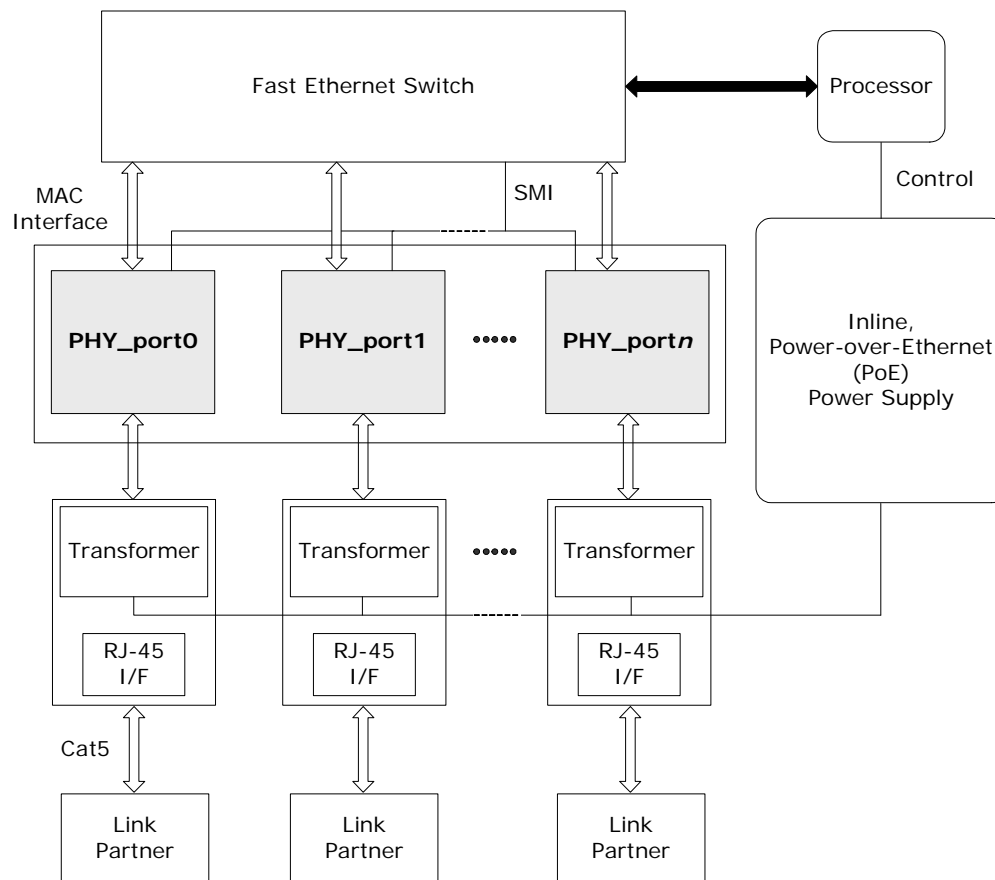 Fast Ethernet Switch
Processor
MAC
Interface
SMI
Control
PHY_port0
PHY_port1
PHY_portn
Inline,
Power-over-Ethernet
(PoE)
Power Supply
Transformer
Transformer
Transformer
RJ-45
I/F
RJ-45
I/F
RJ-45
I/F
Cat5
Link
Partner
Link
Partner
Link
Partner